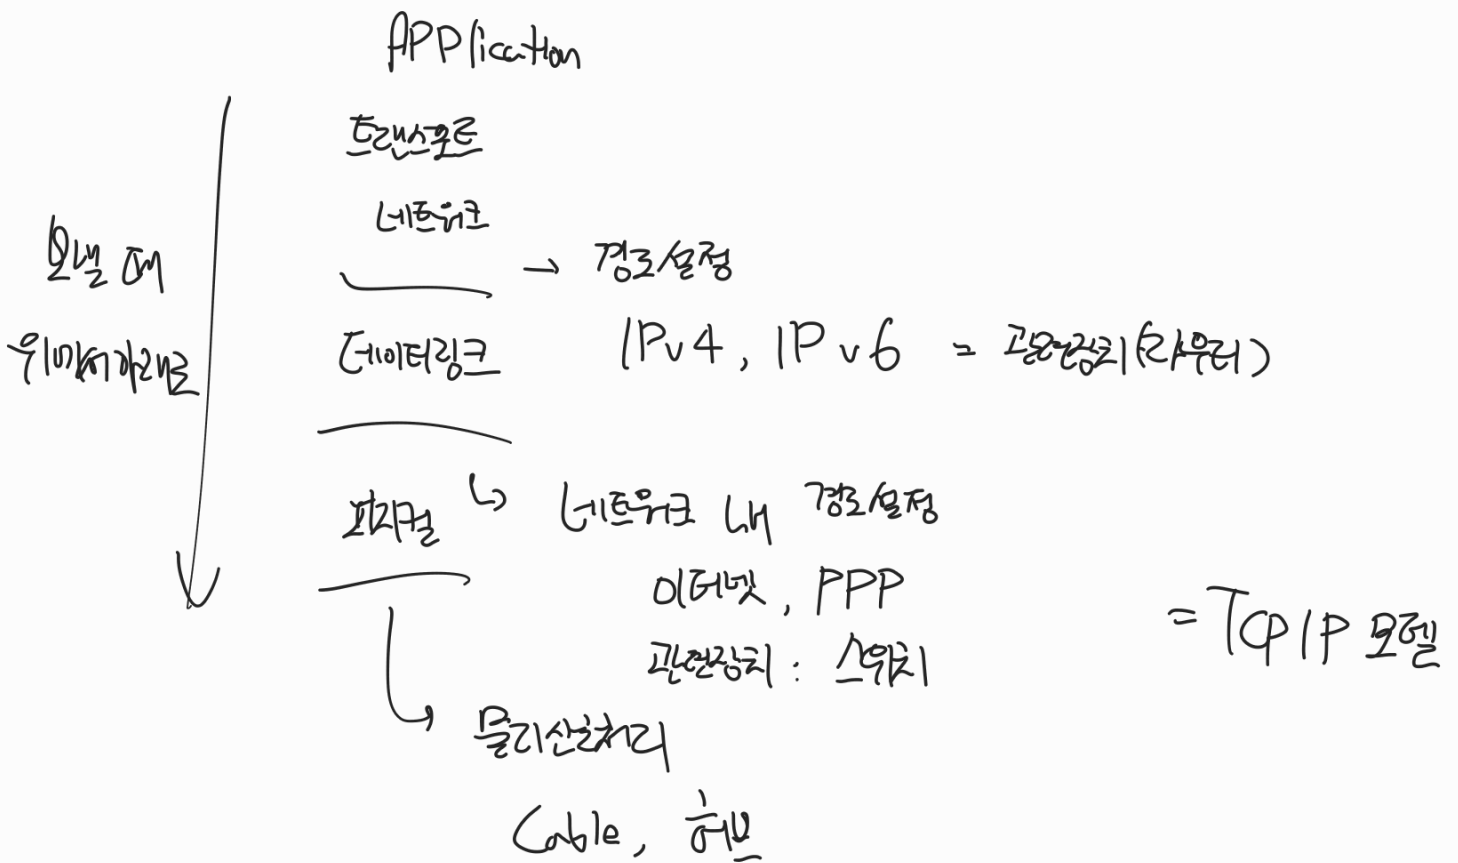 Application
트랜스포트
네트워크
보낼 때
위에서 아래로
→ 경로설정
데이터링크
IPv4, IPv6 = 관련장치(라우터)
피지컬
네트워크 내 경로설정
이더넷, PPP
관련장치 : 스위치
= TCP IP 모델
물리신호처리
Cable, 허브